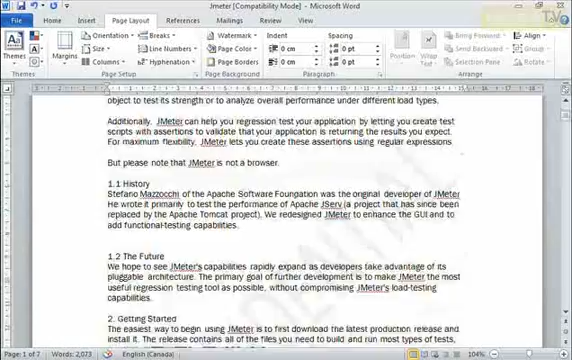 Jmeter [Compatibility Mode] - Microsoft Word
TV
File Home Insert Page Layout References Mailings Review View
Themes Margins Orientation Breaks Watermark Indent Spacing Position Wrap Text Bring Forward Align
Size Line Numbers Page Color 0 cm 0 pt Send Backward Group
Columns Hyphenation Page Borders 0 cm 0 pt Selection Pane Rotate
Themes Page Setup Page Background Paragraph Arrange
object to test its strength or to analyze overall performance under different load types.
Additionally, JMeter can help you regression test your application by letting you create test
scripts with assertions to validate that your application is returning the results you expect.
For maximum flexibility, JMeter lets you create these assertions using regular expressions
But please note that JMeter is not a browser.
1.1 History
Stefano Mazzocchi of the Apache Software Foundation was the original developer of JMeter
He wrote it primarily to test the performance of Apache JServ (a project that has since been
replaced by the Apache Tomcat project). We redesigned JMeter to enhance the GUI and to
add functional-testing capabilities.
1.2 The Future
We hope to see JMeter's capabilities rapidly expand as developers take advantage of its
pluggable architecture. The primary goal of further development is to make JMeter the most
useful regression testing tool as possible, without compromising JMeter's load-testing
capabilities.
2. Getting Started
The easiest way to begin using JMeter is to first download the latest production release and
install it. The release contains all of the files you need to build and run most types of tests,
Page: 1 of 7 Words: 2,073 English (Canada) 104%